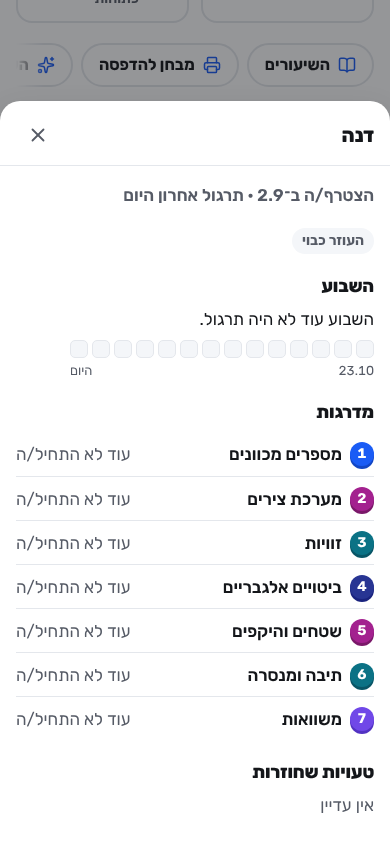 השיעורים
מבחן להדפסה
דנה
הצטרף/ה ב־2.9 • תרגול אחרון היום
העוזר כבוי
השבוע
השבוע עוד לא היה תרגול.
23.10
היום
מדרגות
1 מספרים מכוונים עוד לא התחיל/ה
2 מערכת צירים עוד לא התחיל/ה
3 זוויות עוד לא התחיל/ה
4 ביטויים אלגבריים עוד לא התחיל/ה
5 שטחים והיקפים עוד לא התחיל/ה
6 תיבה ומנסרה עוד לא התחיל/ה
7 משוואות עוד לא התחיל/ה
טעויות שחוזרות
אין עדיין